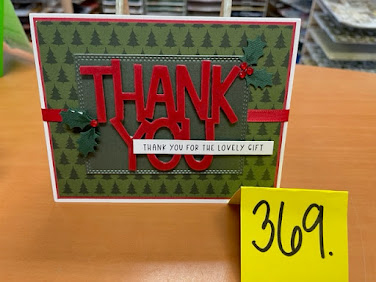 THANK
YOU
THANK YOU FOR THE LOVELY GIFT
369.